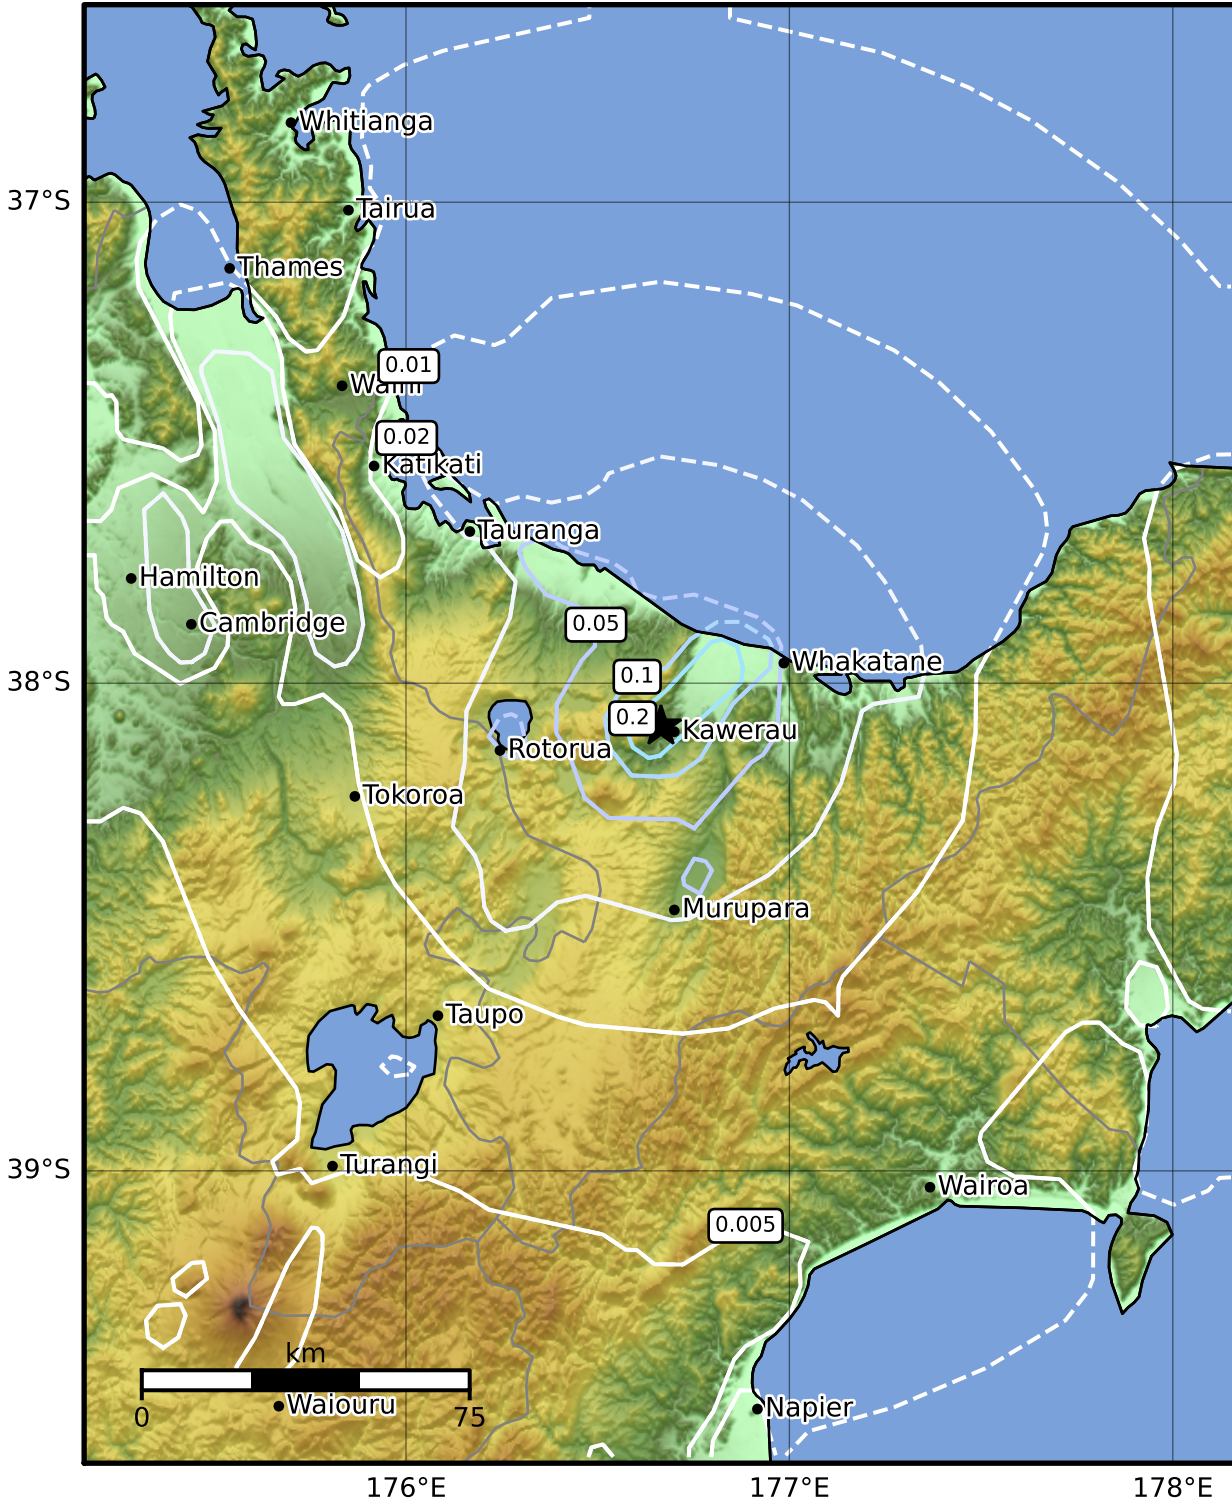 Whitianga
37°S
Tairua
Thames
0.01
0.02
Katikati
Tauranga
Hamilton
Cambridge
0.05
Whakatane
38°S
0.1
0.2
Kawerau
Rotorua
Tokoroa
Murupara
Taupo
39°S
Turangi
Wairoa
0.005
km
0
75
Waiouru
Napier
176°E
177°E
178°E